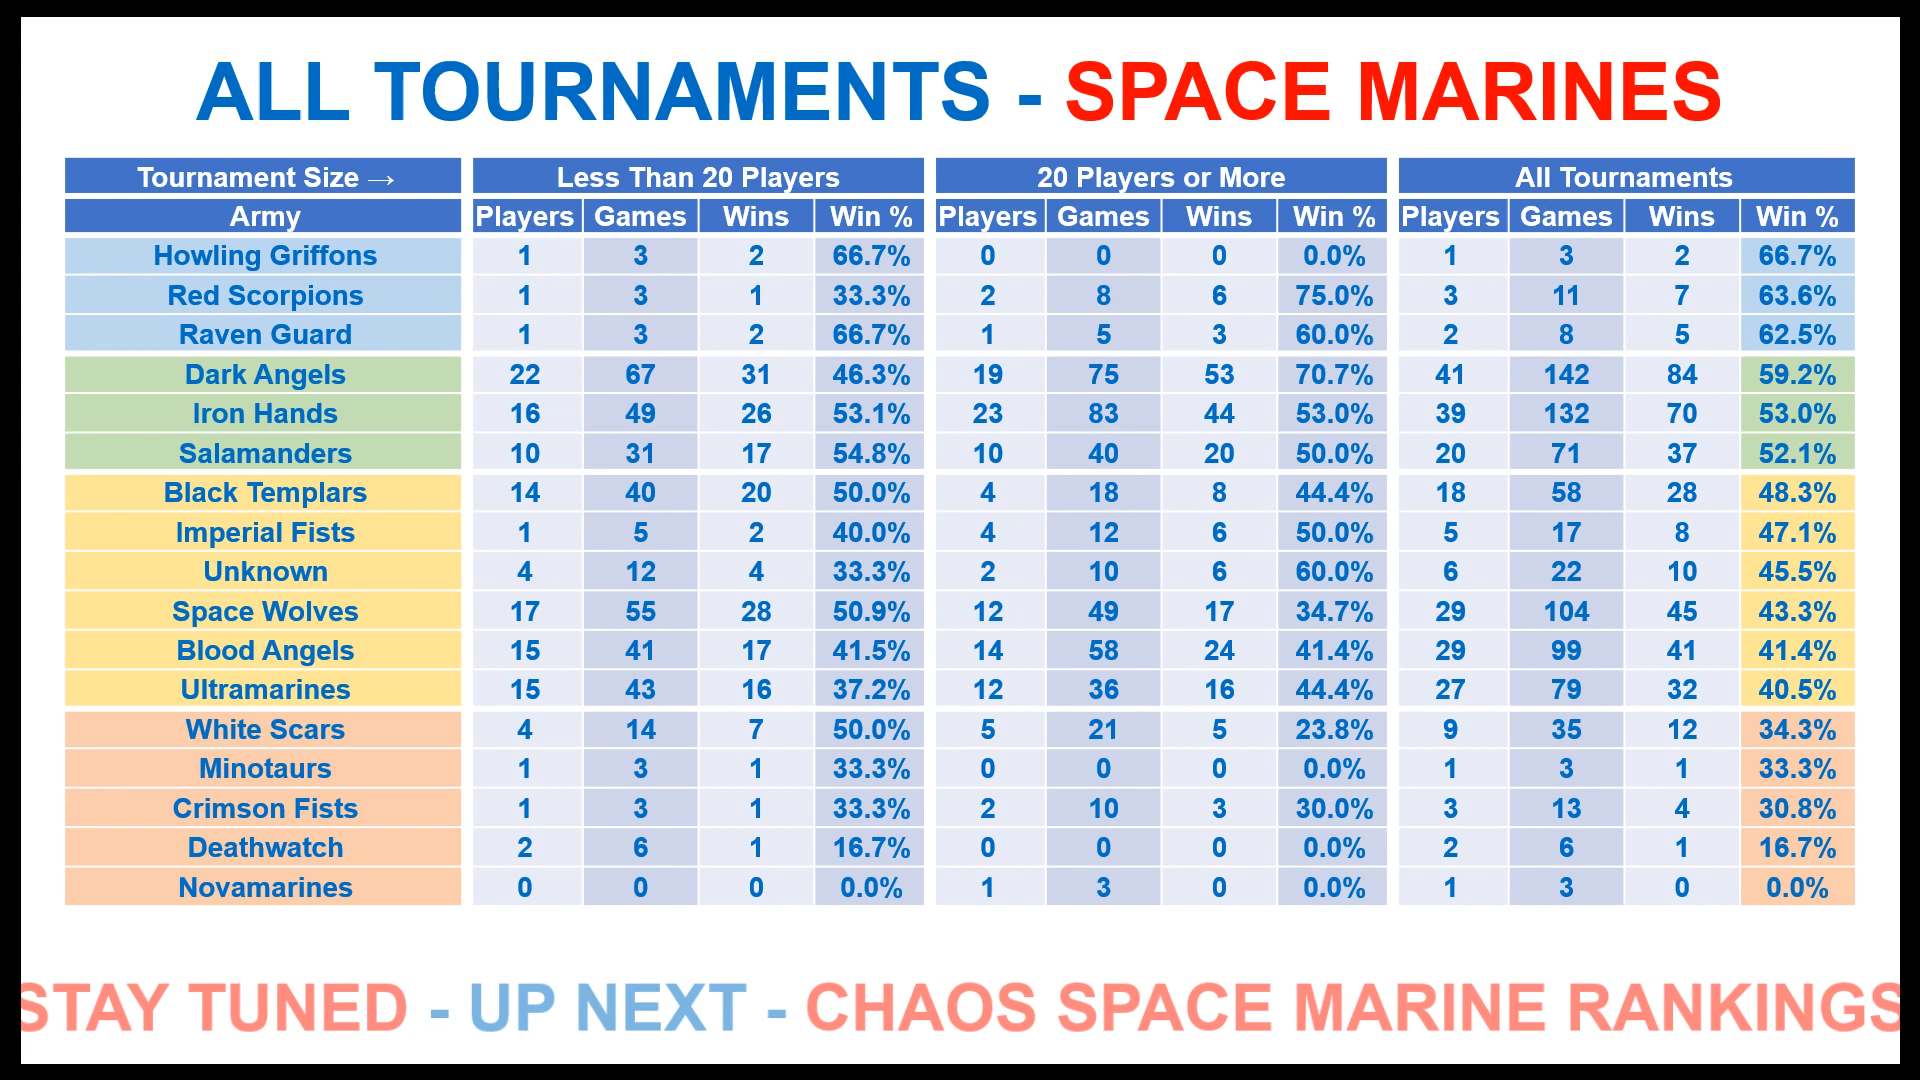 ALL TOURNAMENTS - SPACE MARINES
Tournament Size → Less Than 20 Players 20 Players or More All Tournaments
Army Players Games Wins Win % Players Games Wins Win % Players Games Wins Win %
Howling Griffons 1 3 2 66.7% 0 0 0 0.0% 1 3 2 66.7%
Red Scorpions 1 3 1 33.3% 2 8 6 75.0% 3 11 7 63.6%
Raven Guard 1 3 2 66.7% 1 5 3 60.0% 2 8 5 62.5%
Dark Angels 22 67 31 46.3% 19 75 53 70.7% 41 142 84 59.2%
Iron Hands 16 49 26 53.1% 23 83 44 53.0% 39 132 70 53.0%
Salamanders 10 31 17 54.8% 10 40 20 50.0% 20 71 37 52.1%
Black Templars 14 40 20 50.0% 4 18 8 44.4% 18 58 28 48.3%
Imperial Fists 1 5 2 40.0% 4 12 6 50.0% 5 17 8 47.1%
Unknown 4 12 4 33.3% 2 10 6 60.0% 6 22 10 45.5%
Space Wolves 17 55 28 50.9% 12 49 17 34.7% 29 104 45 43.3%
Blood Angels 15 41 17 41.5% 14 58 24 41.4% 29 99 41 41.4%
Ultramarines 15 43 16 37.2% 12 36 16 44.4% 27 79 32 40.5%
White Scars 4 14 7 50.0% 5 21 5 23.8% 9 35 12 34.3%
Minotaurs 1 3 1 33.3% 0 0 0 0.0% 1 3 1 33.3%
Crimson Fists 1 3 1 33.3% 2 10 3 30.0% 3 13 4 30.8%
Deathwatch 2 6 1 16.7% 0 0 0 0.0% 2 6 1 16.7%
Novamarines 0 0 0 0.0% 1 3 0 0.0% 1 3 0 0.0%
STAY TUNED - UP NEXT - CHAOS SPACE MARINE RANKINGS